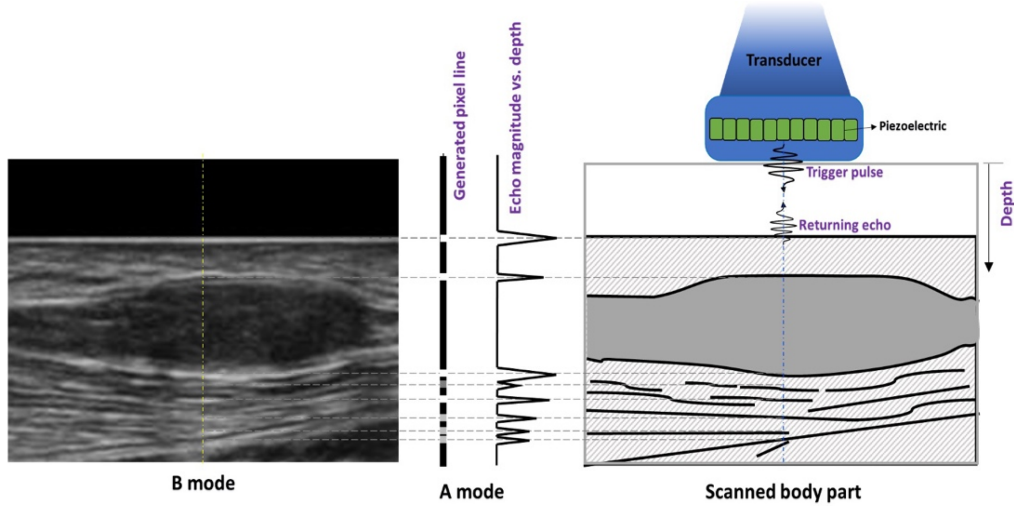 Transducer
Piezoelectric
Trigger pulse
Returning echo
Depth
Generated pixel line
Echo magnitude vs. depth
B mode
A mode
Scanned body part